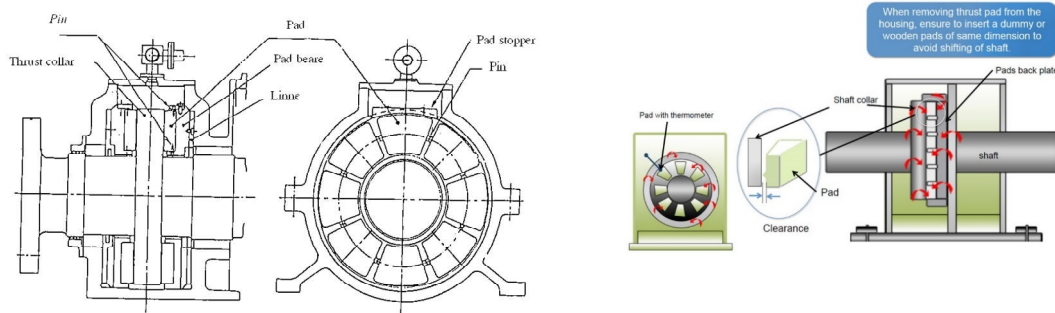 Pin
Thrust collar
Pad
Pad beare
Linne
Pad stopper
Pin
When removing thrust pad from the
housing, ensure to insert a dummy or
wooden pads of same dimension to
avoid shifting of shaft.
Pads back plate
Shaft collar
Pad with thermometer
shaft
Pad
Clearance